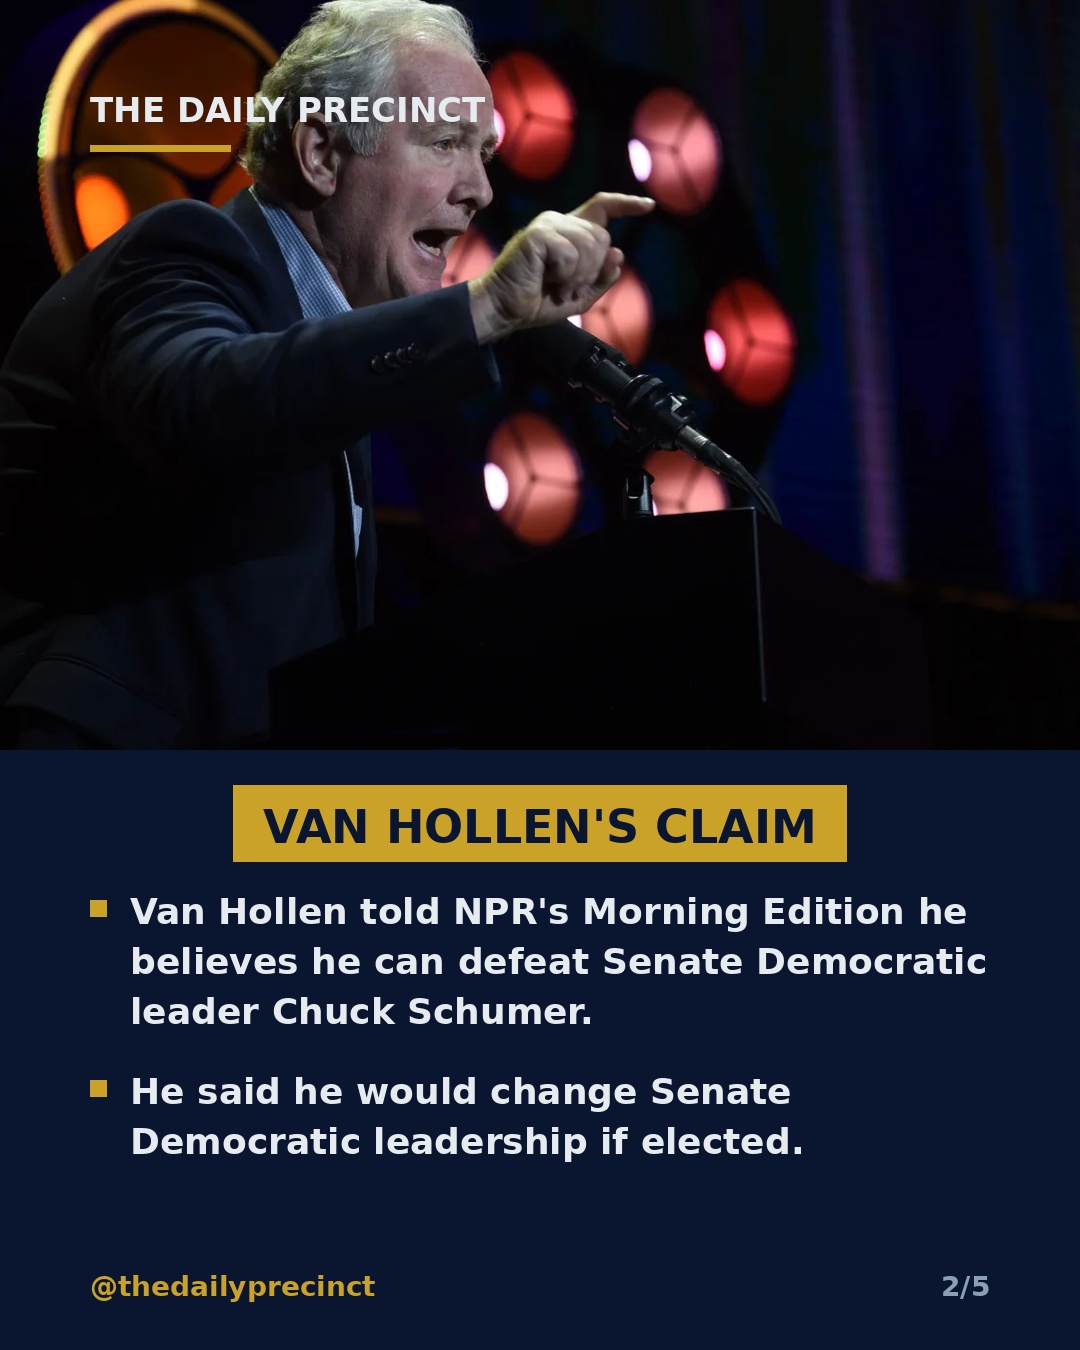 THE DAILY PRECINCT
VAN HOLLEN'S CLAIM
Van Hollen told NPR's Morning Edition he
believes he can defeat Senate Democratic
leader Chuck Schumer.
He said he would change Senate
Democratic leadership if elected.
@thedailyprecinct
2/5